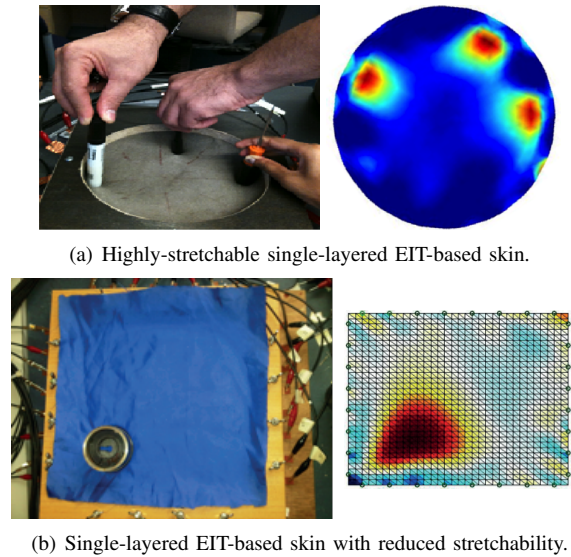 (a) Highly-stretchable single-layered EIT-based skin.
(b) Single-layered EIT-based skin with reduced stretchability.